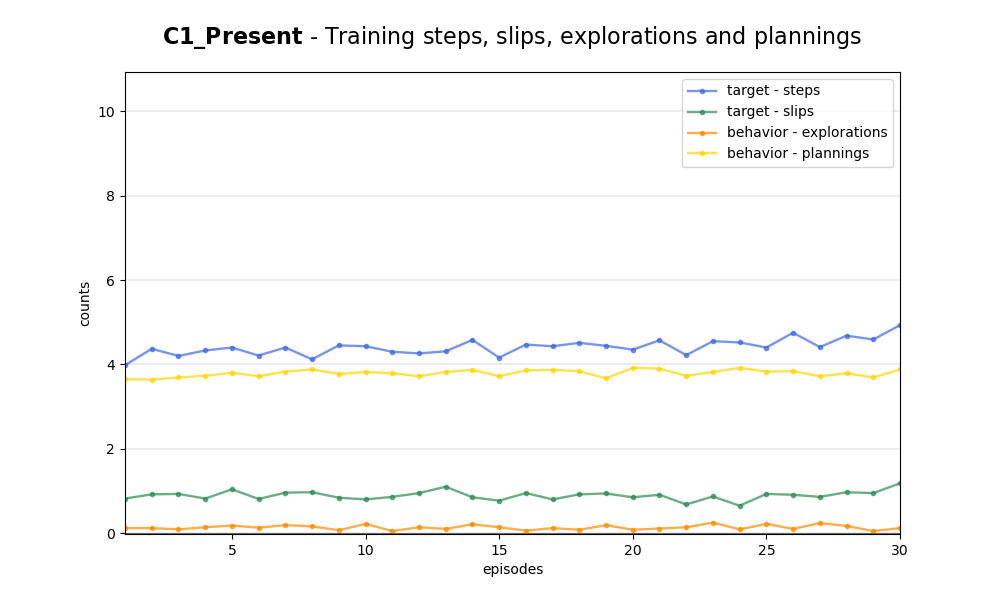 C1_Present - Training steps, slips, explorations and plannings
target - steps
target - slips
behavior - explorations
behavior - plannings
counts
10
8
6
4
2
0
5 10 15 20 25 30
episodes